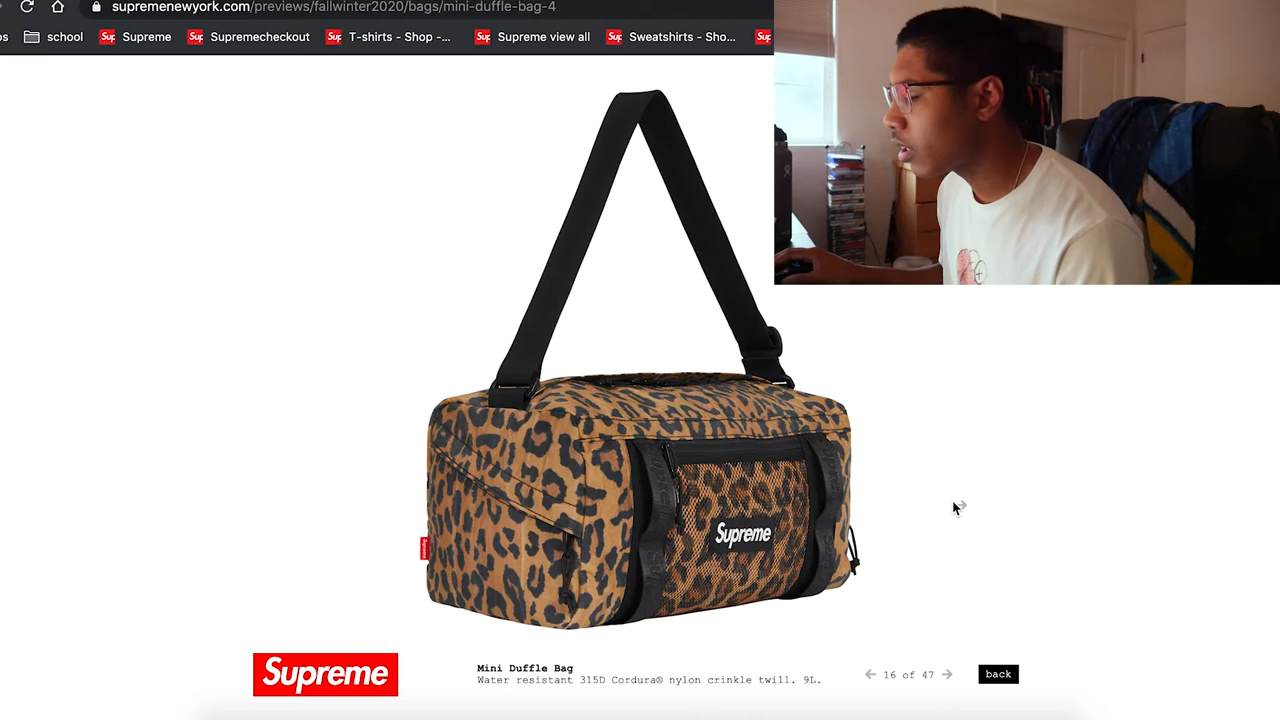 supremenewyork.com/previews/fallwinter2020/bags/mini-duffle-bag-4
school
Supreme
Supremecheckout
T-shirts - Shop -...
Supreme view all
Sweatshirts - Sho...
Supreme
Supreme
Mini Duffle Bag
Water resistant 315D Cordura® nylon crinkle twill. 9L.
16 of 47
back